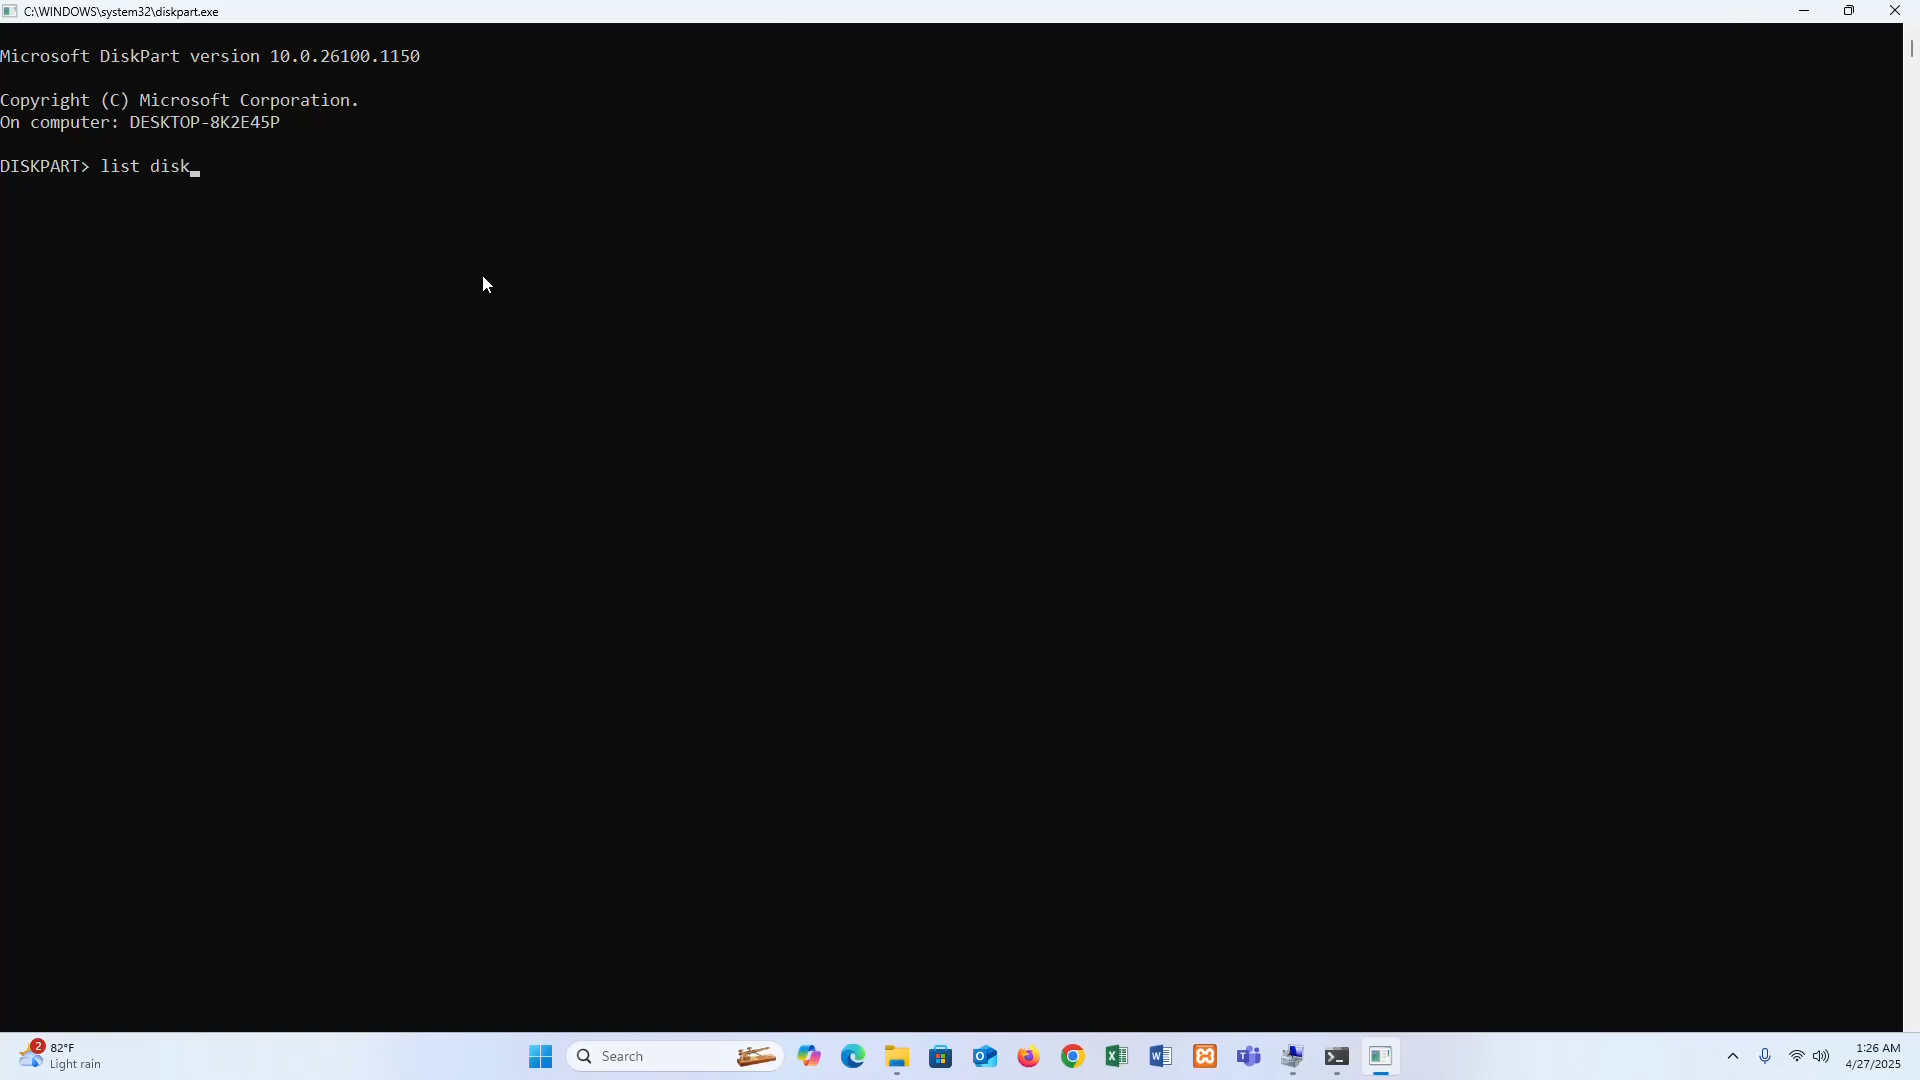 C:\WINDOWS\system32\diskpart.exe
Microsoft DiskPart version 10.0.26100.1150
Copyright (C) Microsoft Corporation.
On computer: DESKTOP-8K2E45P
DISKPART> list disk
2
82°F
Light rain
Search
1:26 AM
4/27/2025